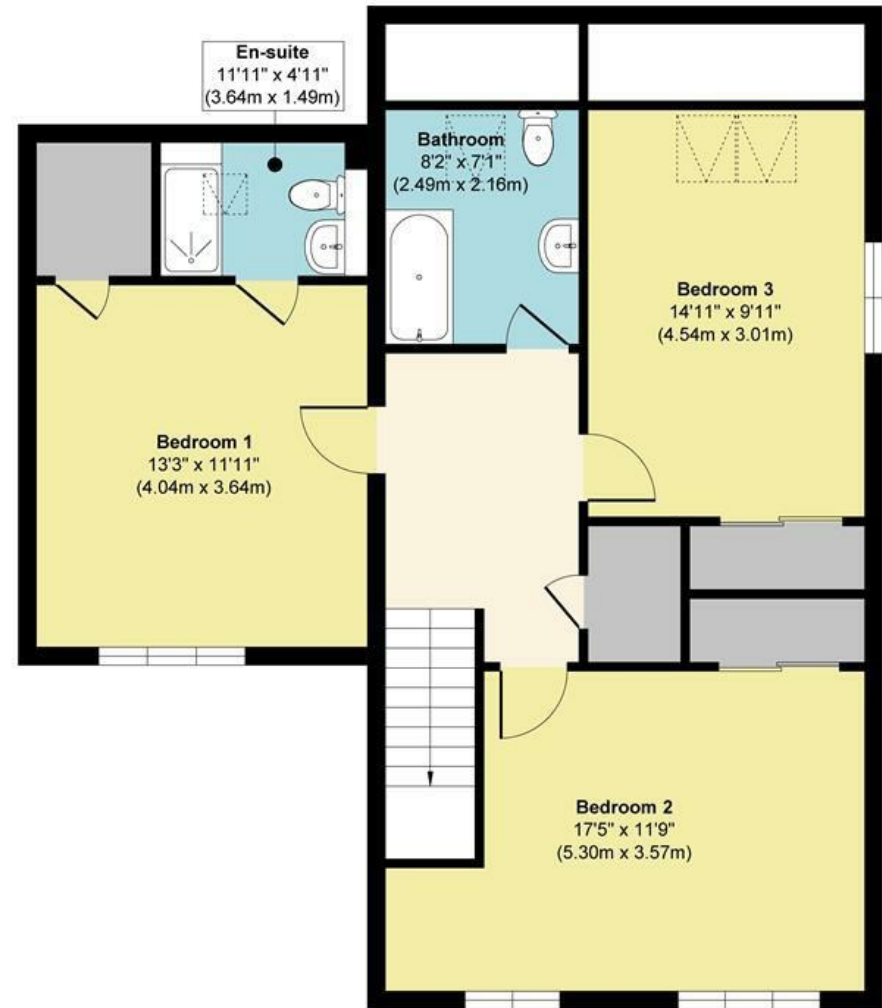 En-suite
11'11" x 4'11"
(3.64m x 1.49m)
Bathroom
8'2" x 7'1"
(2.49m x 2.16m)
Bedroom 3
14'11" x 9'11"
(4.54m x 3.01m)
Bedroom 1
13'3" x 11'11"
(4.04m x 3.64m)
Bedroom 2
17'5" x 11'9"
(5.30m x 3.57m)